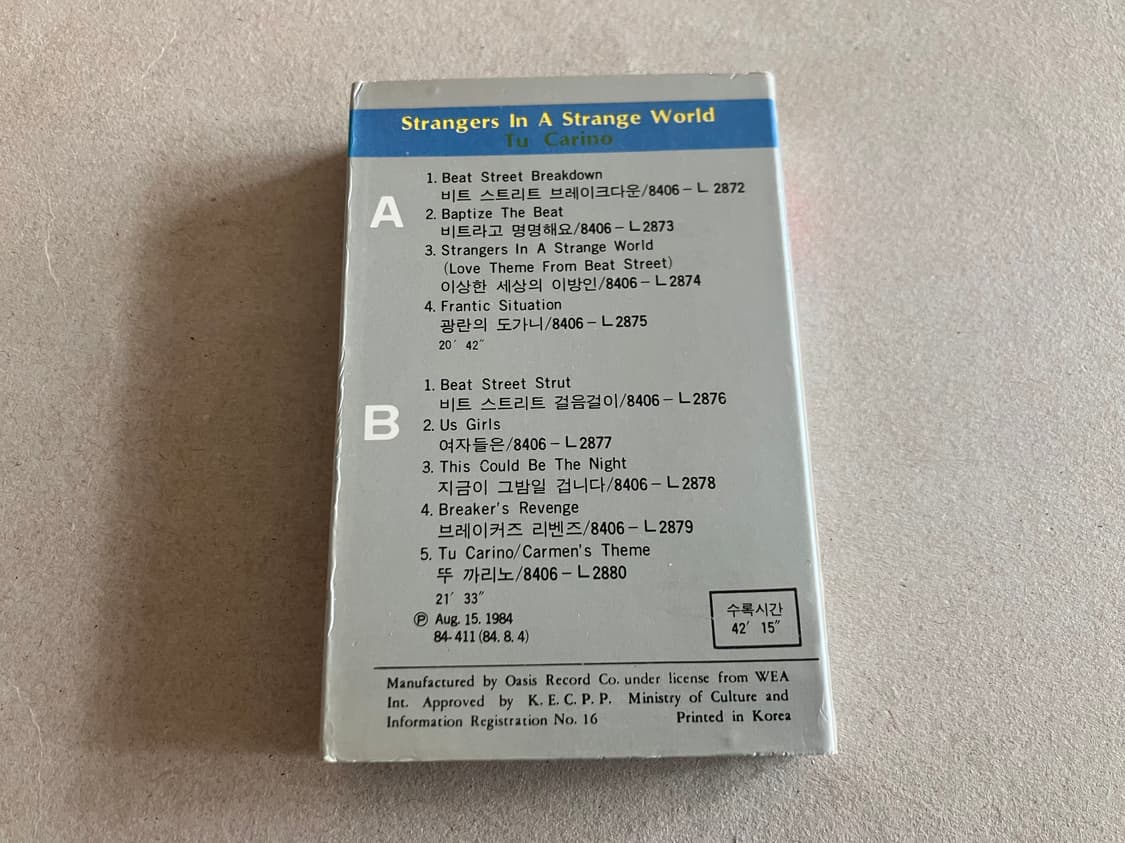 Strangers In A Strange World
Tu Carino
A
1. Beat Street Breakdown
비트 스트리트 브레이크다운/8406-ㄴ2872
2. Baptize The Beat
비트라고 명명해요/8406-ㄴ2873
3. Strangers In A Strange World
(Love Theme From Beat Street)
이상한 세상의 이방인/8406-ㄴ2874
4. Frantic Situation
광란의 도가니/8406-ㄴ2875
20′ 42″
B
1. Beat Street Strut
비트 스트리트 걸음걸이/8406-ㄴ2876
2. Us Girls
여자들은/8406-ㄴ2877
3. This Could Be The Night
지금이 그밤일 겁니다/8406-ㄴ2878
4. Breaker's Revenge
브레이커즈 리벤즈/8406-ㄴ2879
5. Tu Carino/Carmen's Theme
뚜 까리노/8406-ㄴ2880
21′ 33″
℗ Aug. 15. 1984
84-411 (84. 8. 4)
수록시간
42′ 15″
Manufactured by Oasis Record Co. under license from WEA
Int. Approved by K. E. C. P. P. Ministry of Culture and
Information Registration No. 16 Printed in Korea